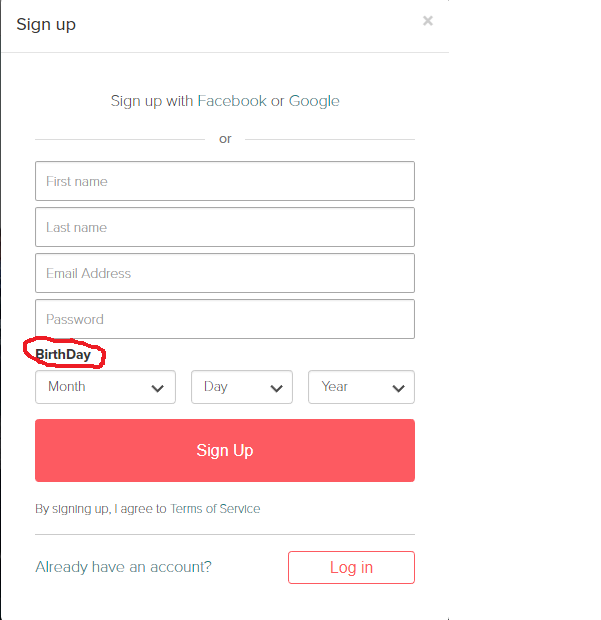 Sign up ×
Sign up with Facebook or Google
or
First name
Last name
Email Address
Password
BirthDay
Month Day Year
Sign Up
By signing up, I agree to Terms of Service
Already have an account? Log in